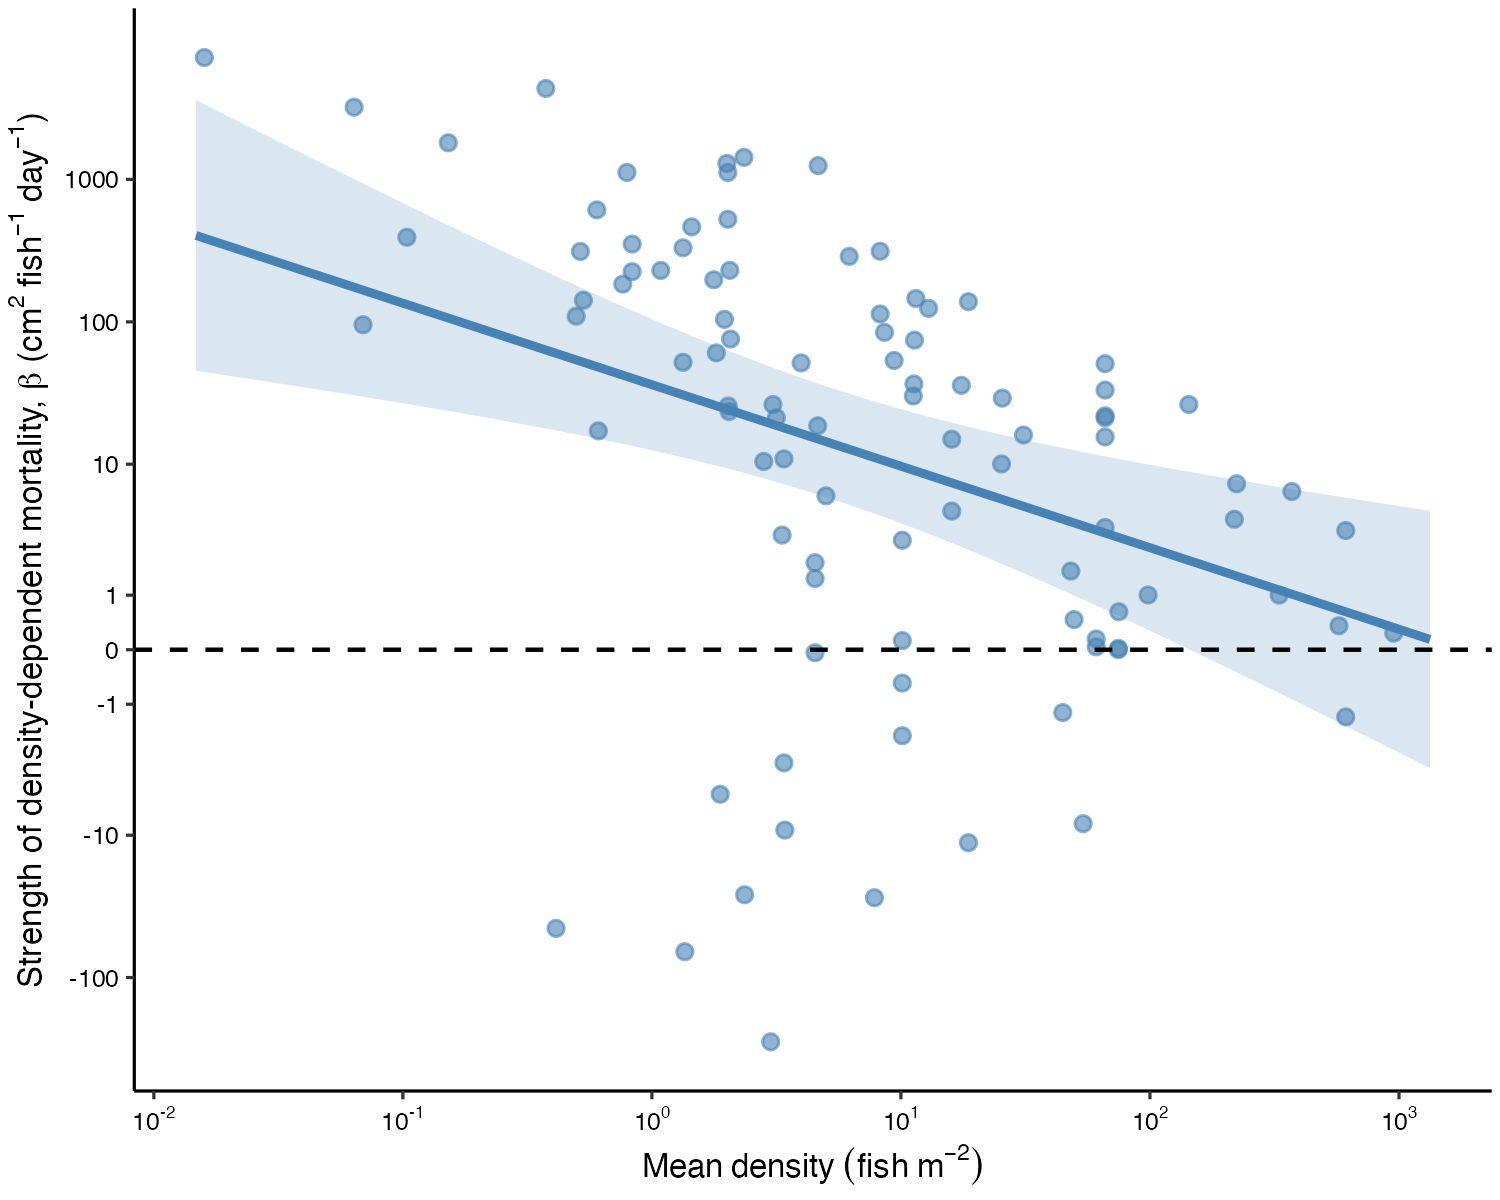 Strength of density-dependent mortality, β (cm² fish⁻¹ day⁻¹)
1000
100
10
1
0
-1
-10
-100
10⁻² 10⁻¹ 10⁰ 10¹ 10² 10³
Mean density (fish m⁻²)